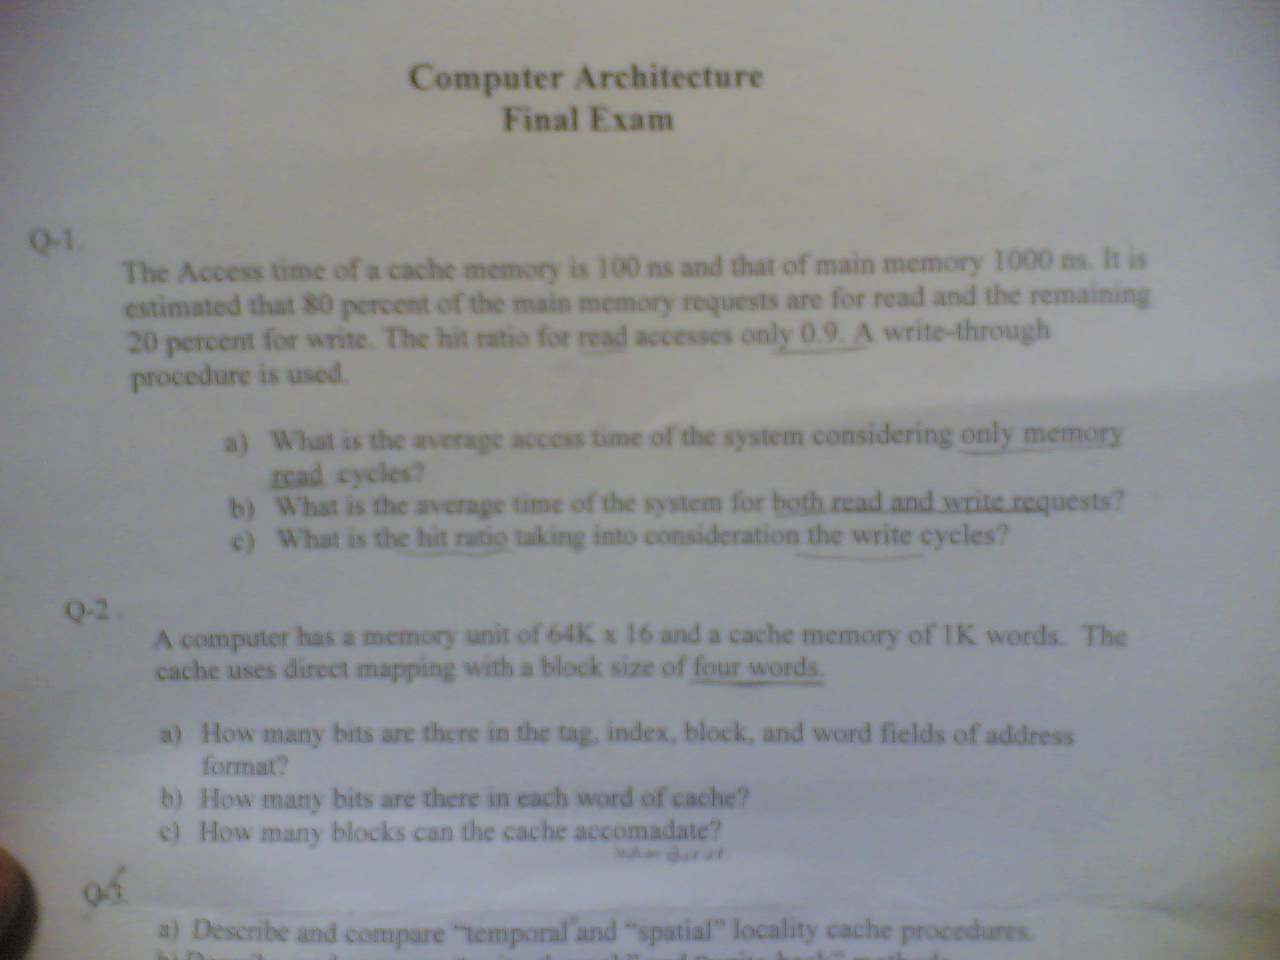 Computer Architecture
Final Exam
Q-1.
The Access time of a cache memory is 100 ns and that of main memory 1000 ns. It is
estimated that 80 percent of the main memory requests are for read and the remaining
20 percent for write. The hit ratio for read accesses only 0.9. A write-through
procedure is used.
a) What is the average access time of the system considering only memory
read cycles?
b) What is the average time of the system for both read and write requests?
c) What is the hit ratio taking into consideration the write cycles?
Q-2.
A computer has a memory unit of 64K x 16 and a cache memory of 1K words. The
cache uses direct mapping with a block size of four words.
a) How many bits are there in the tag, index, block, and word fields of address
format?
b) How many bits are there in each word of cache?
c) How many blocks can the cache accomadate?
Q-3.
a) Describe and compare "temporal" and "spatial" locality cache procedures.